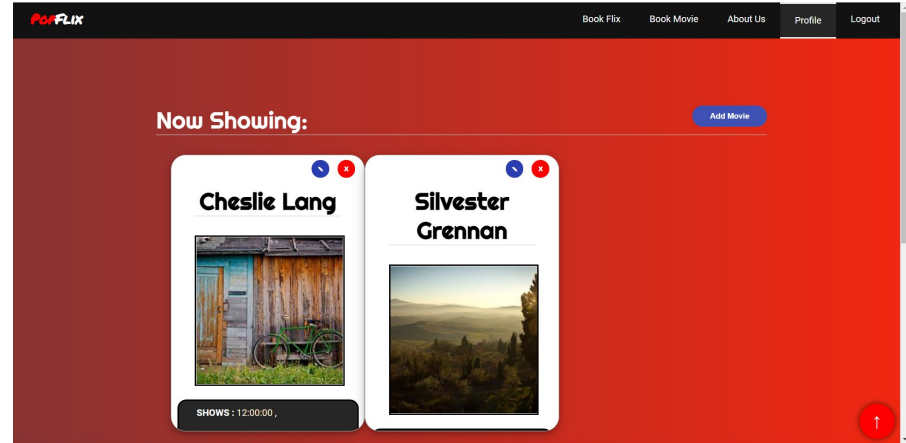 PopFlix
Book Flix
Book Movie
About Us
Profile
Logout
Now Showing:
Add Movie
x
x
Cheslie Lang
Silvester
Grennan
SHOWS : 12:00:00 ,
↑